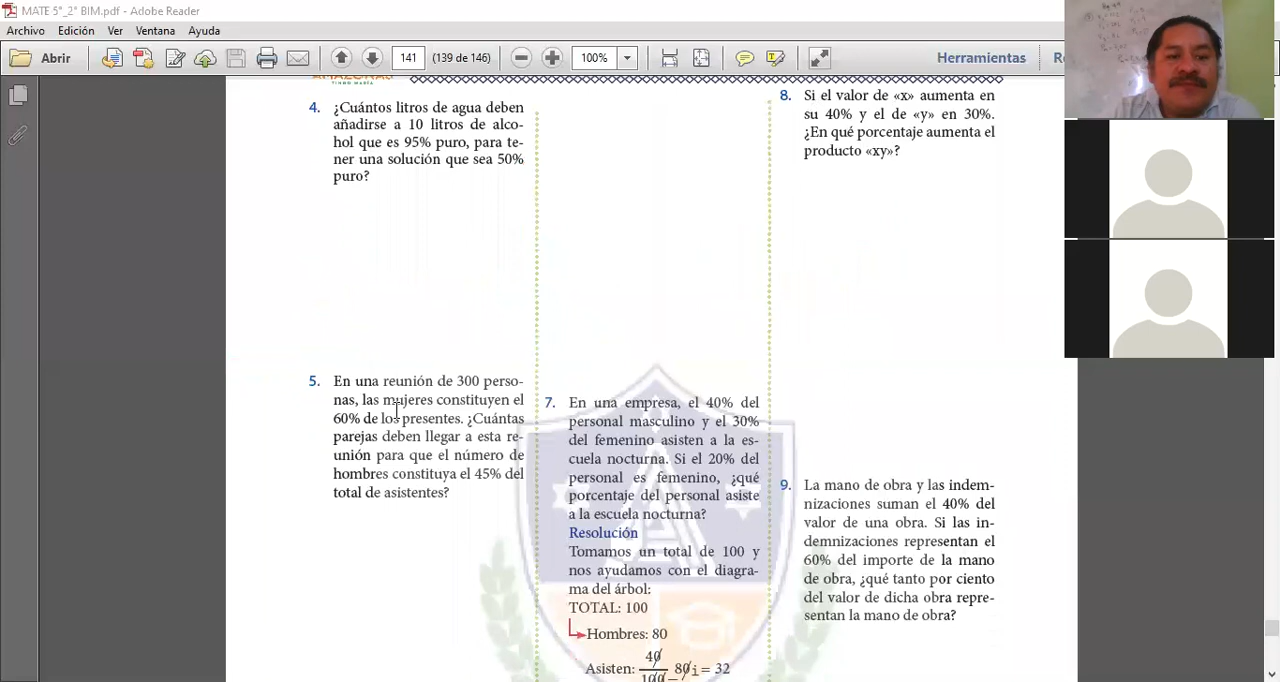 MATE 5°_2° BIM.pdf - Adobe Reader
Archivo Edición Ver Ventana Ayuda
Abrir
141 (139 de 146)
100%
Herramientas
4. ¿Cuántos litros de agua deben
añadirse a 10 litros de alco-
hol que es 95% puro, para te-
ner una solución que sea 50%
puro?
5. En una reunión de 300 perso-
nas, las mujeres constituyen el
60% de los presentes. ¿Cuántas
parejas deben llegar a esta re-
unión para que el número de
hombres constituya el 45% del
total de asistentes?
7. En una empresa, el 40% del
personal masculino y el 30%
del femenino asisten a la es-
cuela nocturna. Si el 20% del
personal es femenino, ¿qué
porcentaje del personal asiste
a la escuela nocturna?
Resolución
Tomamos un total de 100 y
nos ayudamos con el diagra-
ma del árbol:
TOTAL: 100
Hombres: 80
Asisten: 40/100 80 = 32
8. Si el valor de «x» aumenta en
su 40% y el de «y» en 30%.
¿En qué porcentaje aumenta el
producto «xy»?
9. La mano de obra y las indem-
nizaciones suman el 40% del
valor de una obra. Si las in-
demnizaciones representan el
60% del importe de la mano
de obra, ¿qué tanto por ciento
del valor de dicha obra repre-
sentan la mano de obra?